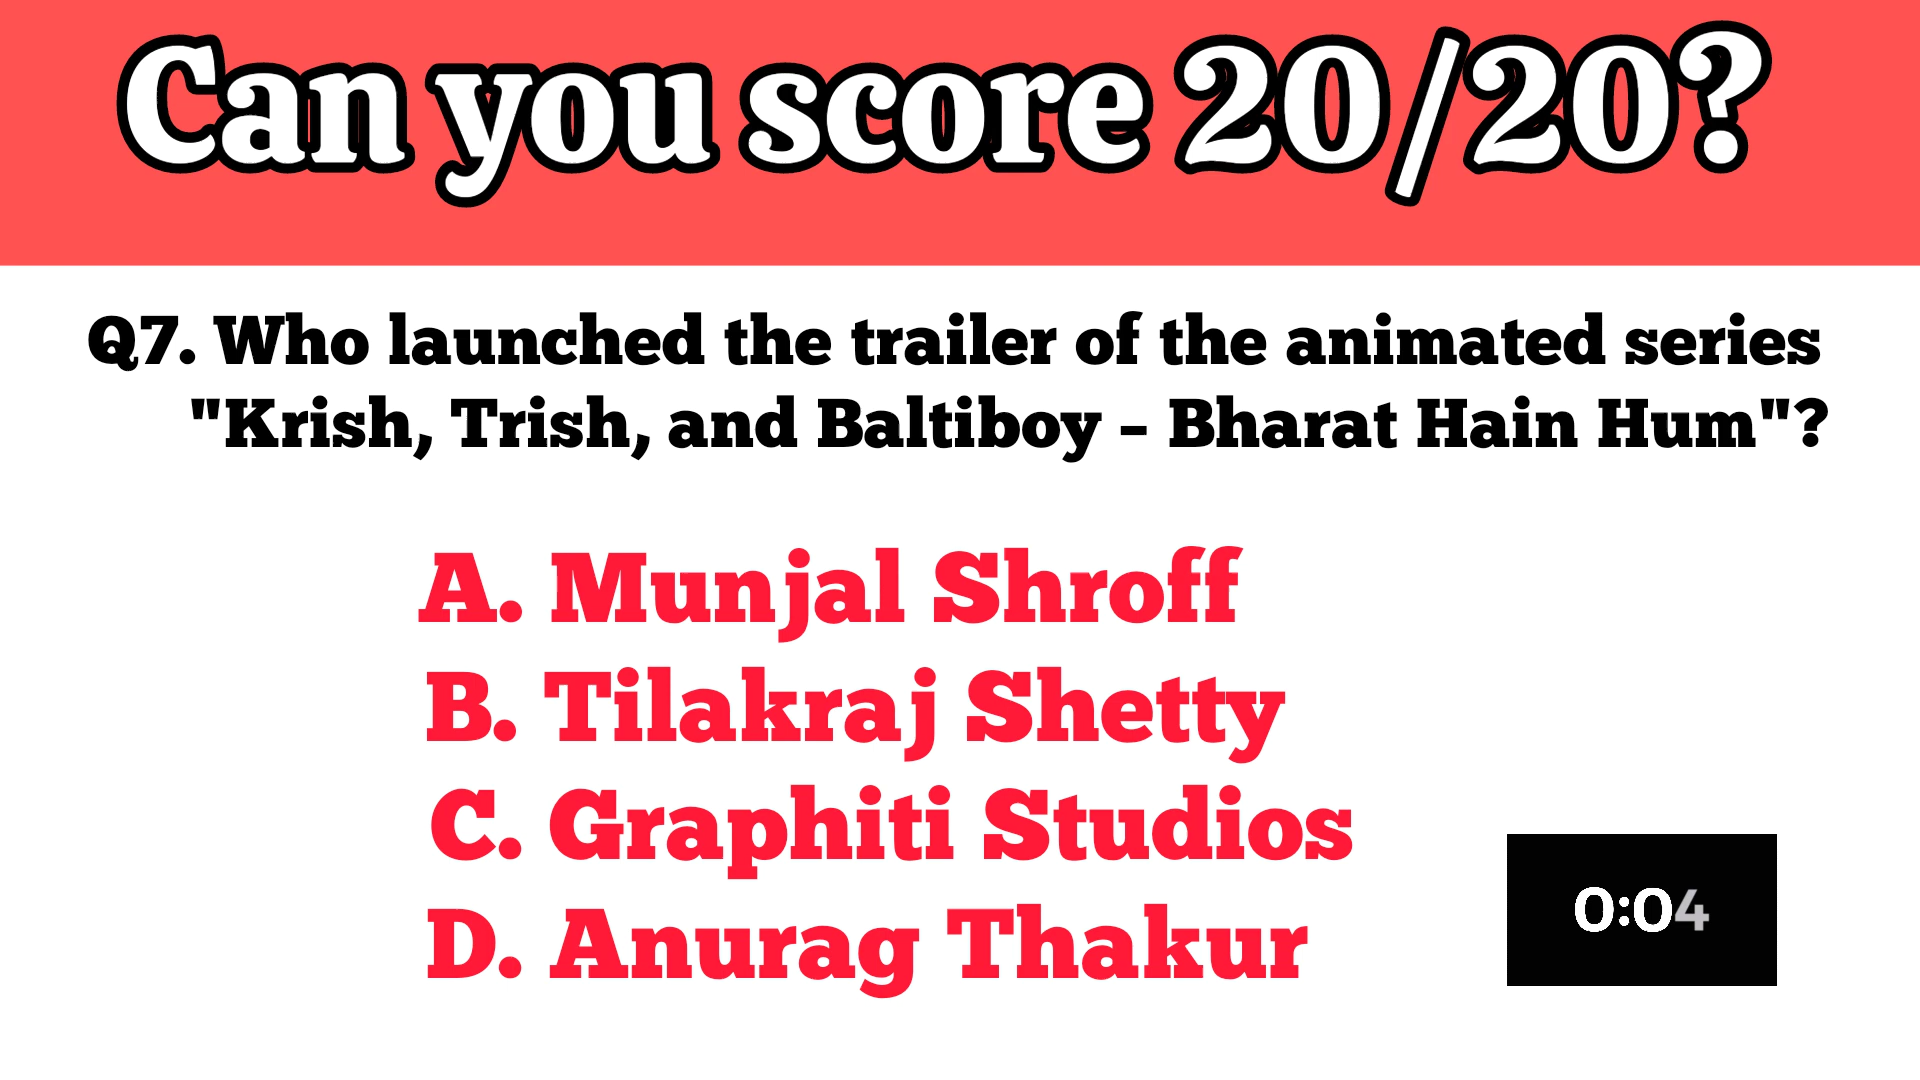 Can you score 20/20?
Q7. Who launched the trailer of the animated series
"Krish, Trish, and Baltiboy – Bharat Hain Hum"?
A. Munjal Shroff
B. Tilakraj Shetty
C. Graphiti Studios
D. Anurag Thakur
0:04